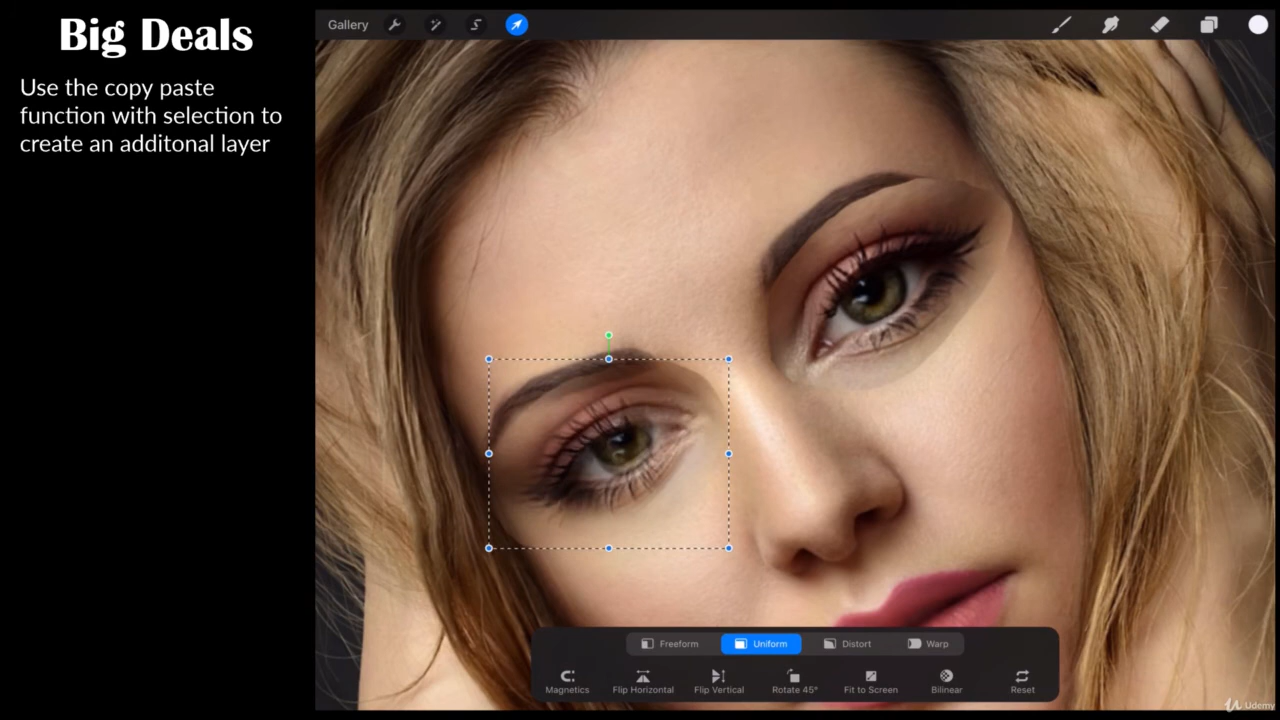 Big Deals
Use the copy paste
function with selection to
create an additonal layer
Gallery
Freeform
Uniform
Distort
Warp
Magnetics
Flip Horizontal
Flip Vertical
Rotate 45°
Fit to Screen
Bilinear
Reset
Udemy